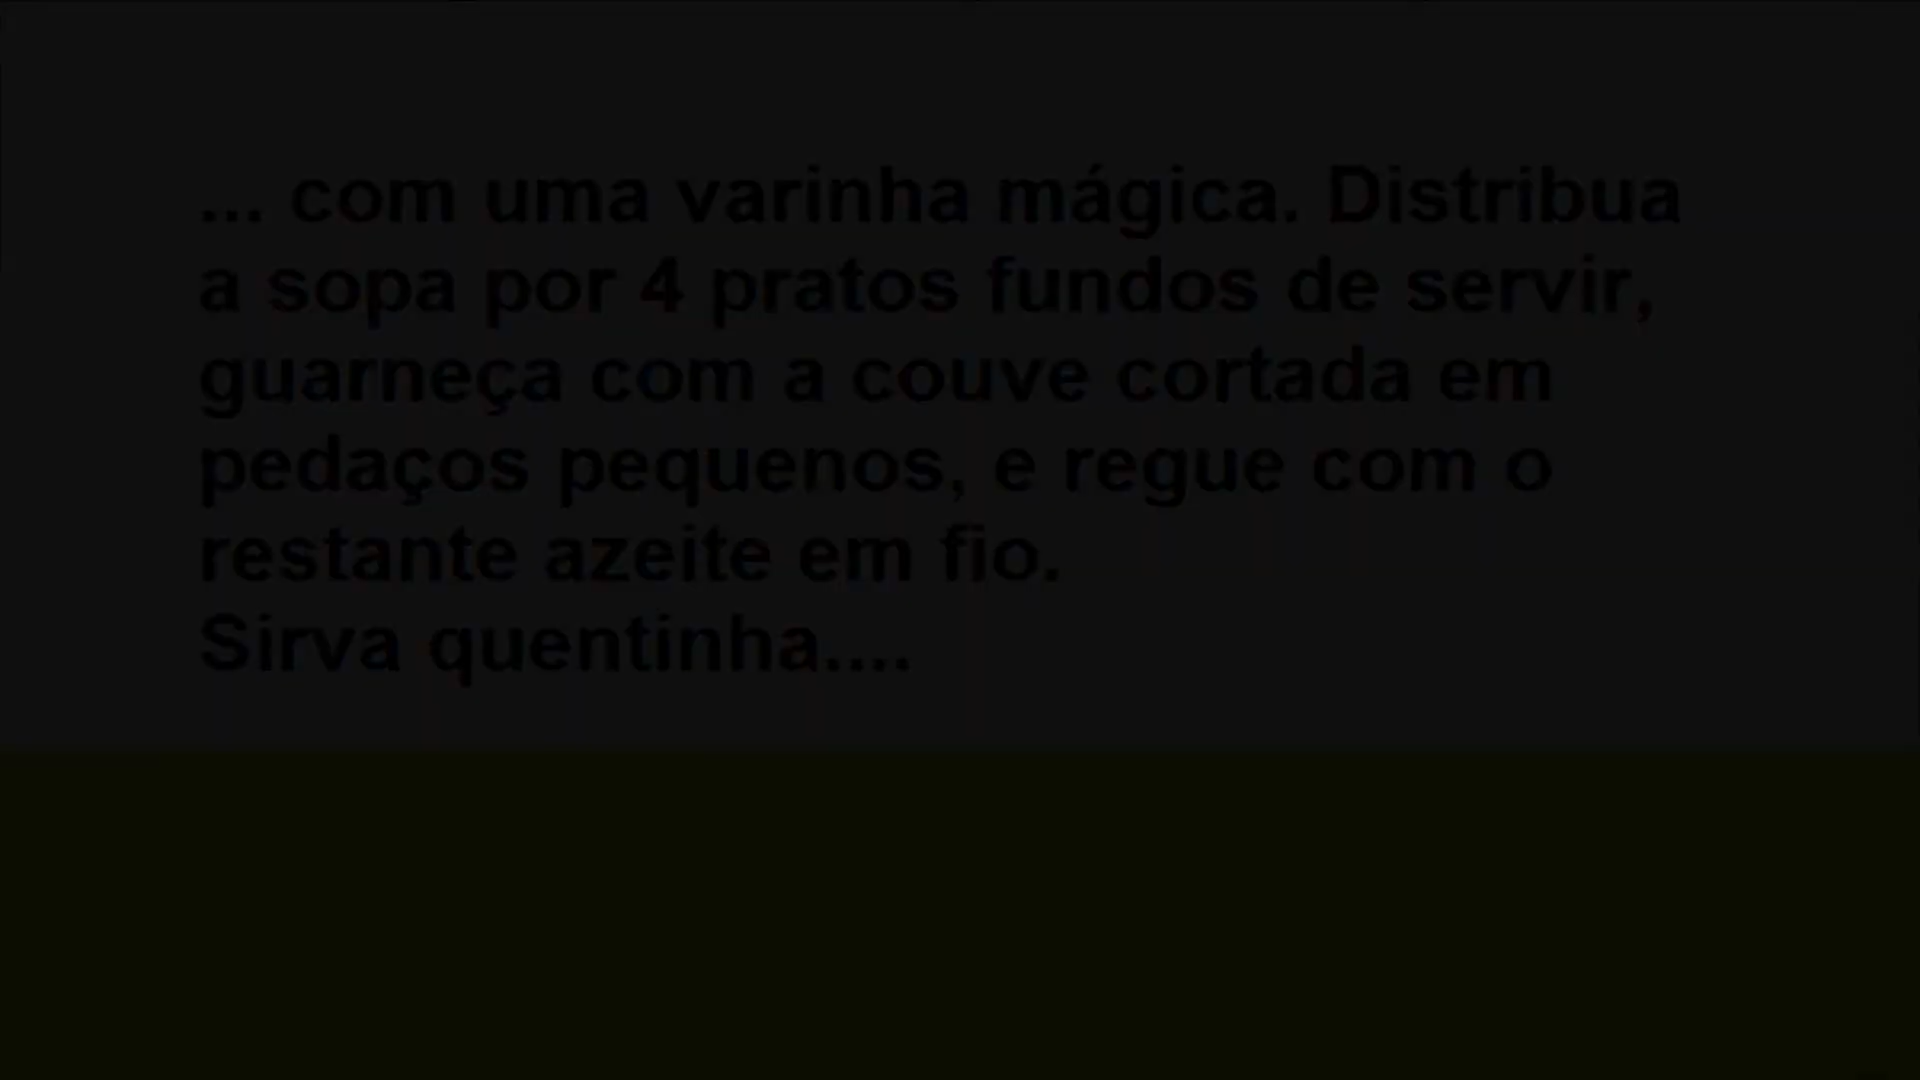 ... com uma varinha mágica. Distribua
a sopa por 4 pratos fundos de servir,
guarneça com a couve cortada em
pedaços pequenos, e regue com o
restante azeite em fio.
Sirva quentinha....